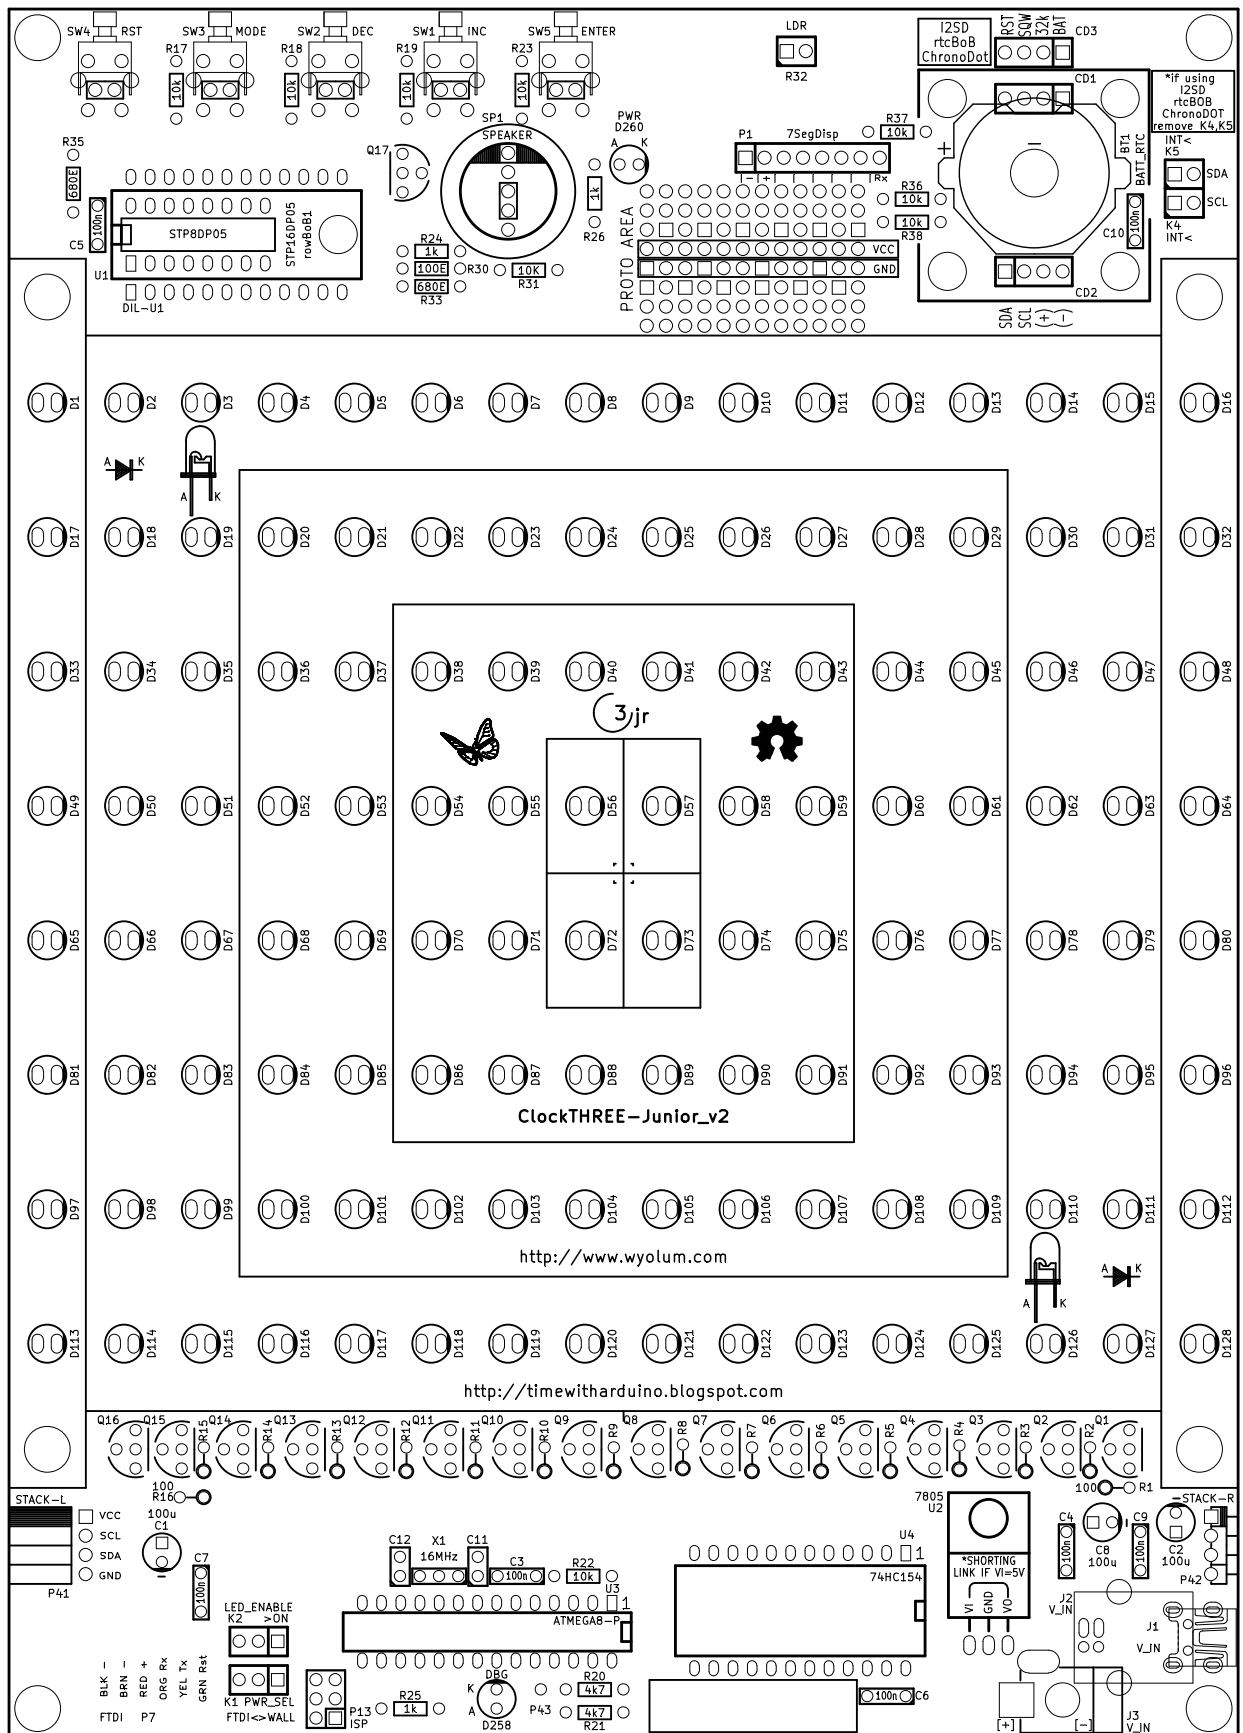 SW4 RST
SW3 MODE
SW2 DEC
SW1 INC
SW5 ENTER
LDR
R32
I2SD
rtcBoB
ChronoDot
RST
SQW
32k
BAT
CD3
CD1
*if using
I2SD
rtcBOB
ChronoDOT
remove K4,K5
R17
10k
R18
10k
R19
10k
R23
10k
SP1
SPEAKER
PWR
D260
A K
P1 7SegDisp
- + Rx
R37
10k
R36
10k
10k
R38
+
-
BT1
BATT_RTC
INT<
K5
SDA
SCL
K4
INT<
100n
C10
CD2
SDA
SCL
(+)
(-)
R35
680E
Q17
100n
C5
U1
STP8DP05
STP16DP05
rowBoB1
DIL-U1
R24
1k
100E
R30
680E
R33
10K
R31
1k
R26
PROTO AREA
VCC
GND
D1 D2 D3 D4 D5 D6 D7 D8 D9 D10 D11 D12 D13 D14 D15 D16
A K
A K
D17 D18 D19 D20 D21 D22 D23 D24 D25 D26 D27 D28 D29 D30 D31 D32
D33 D34 D35 D36 D37 D38 D39 D40 D41 D42 D43 D44 D45 D46 D47 D48
3jr
D49 D50 D51 D52 D53 D54 D55 D56 D57 D58 D59 D60 D61 D62 D63 D64
D65 D66 D67 D68 D69 D70 D71 D72 D73 D74 D75 D76 D77 D78 D79 D80
D81 D82 D83 D84 D85 D86 D87 D88 D89 D90 D91 D92 D93 D94 D95 D96
ClockTHREE-Junior_v2
D97 D98 D99 D100 D101 D102 D103 D104 D105 D106 D107 D108 D109 D110 D111 D112
http://www.wyolum.com
A K
A K
D113 D114 D115 D116 D117 D118 D119 D120 D121 D122 D123 D124 D125 D126 D127 D128
http://timewitharduino.blogspot.com
Q16 Q15 R15 Q14 R14 Q13 R13 Q12 R12 Q11 R11 Q10 R10 Q9 R9 Q8 R8 Q7 R7 Q6 R6 Q5 R5 Q4 R4 Q3 R3 Q2 R2 Q1
100
R16
100 R1
STACK-L
VCC
SCL
SDA
GND
P41
100u
C1
-
C7
100n
C12
X1
16MHz
C11
C3
100n
R22
10k
U3
1
ATMEGA8-P
U4
1
74HC154
7805
U2
*SHORTING
LINK IF VI=5V
VI
GND
VO
C4
100n
C8
100u
-
C9
100n
-
C2
100u
STACK-R
P42
J2
V_IN
J1
V_IN
LED_ENABLE
K2 >ON
K1 PWR_SEL
FTDI<>WALL
BLK -
BRN -
RED +
ORG Rx
YEL Tx
GRN Rst
FTDI P7
P13
ISP
R25
1k
DBG
K
A
D258
P43
R20
4k7
4k7
R21
100n
C6
[+] [-]
J3
V_IN